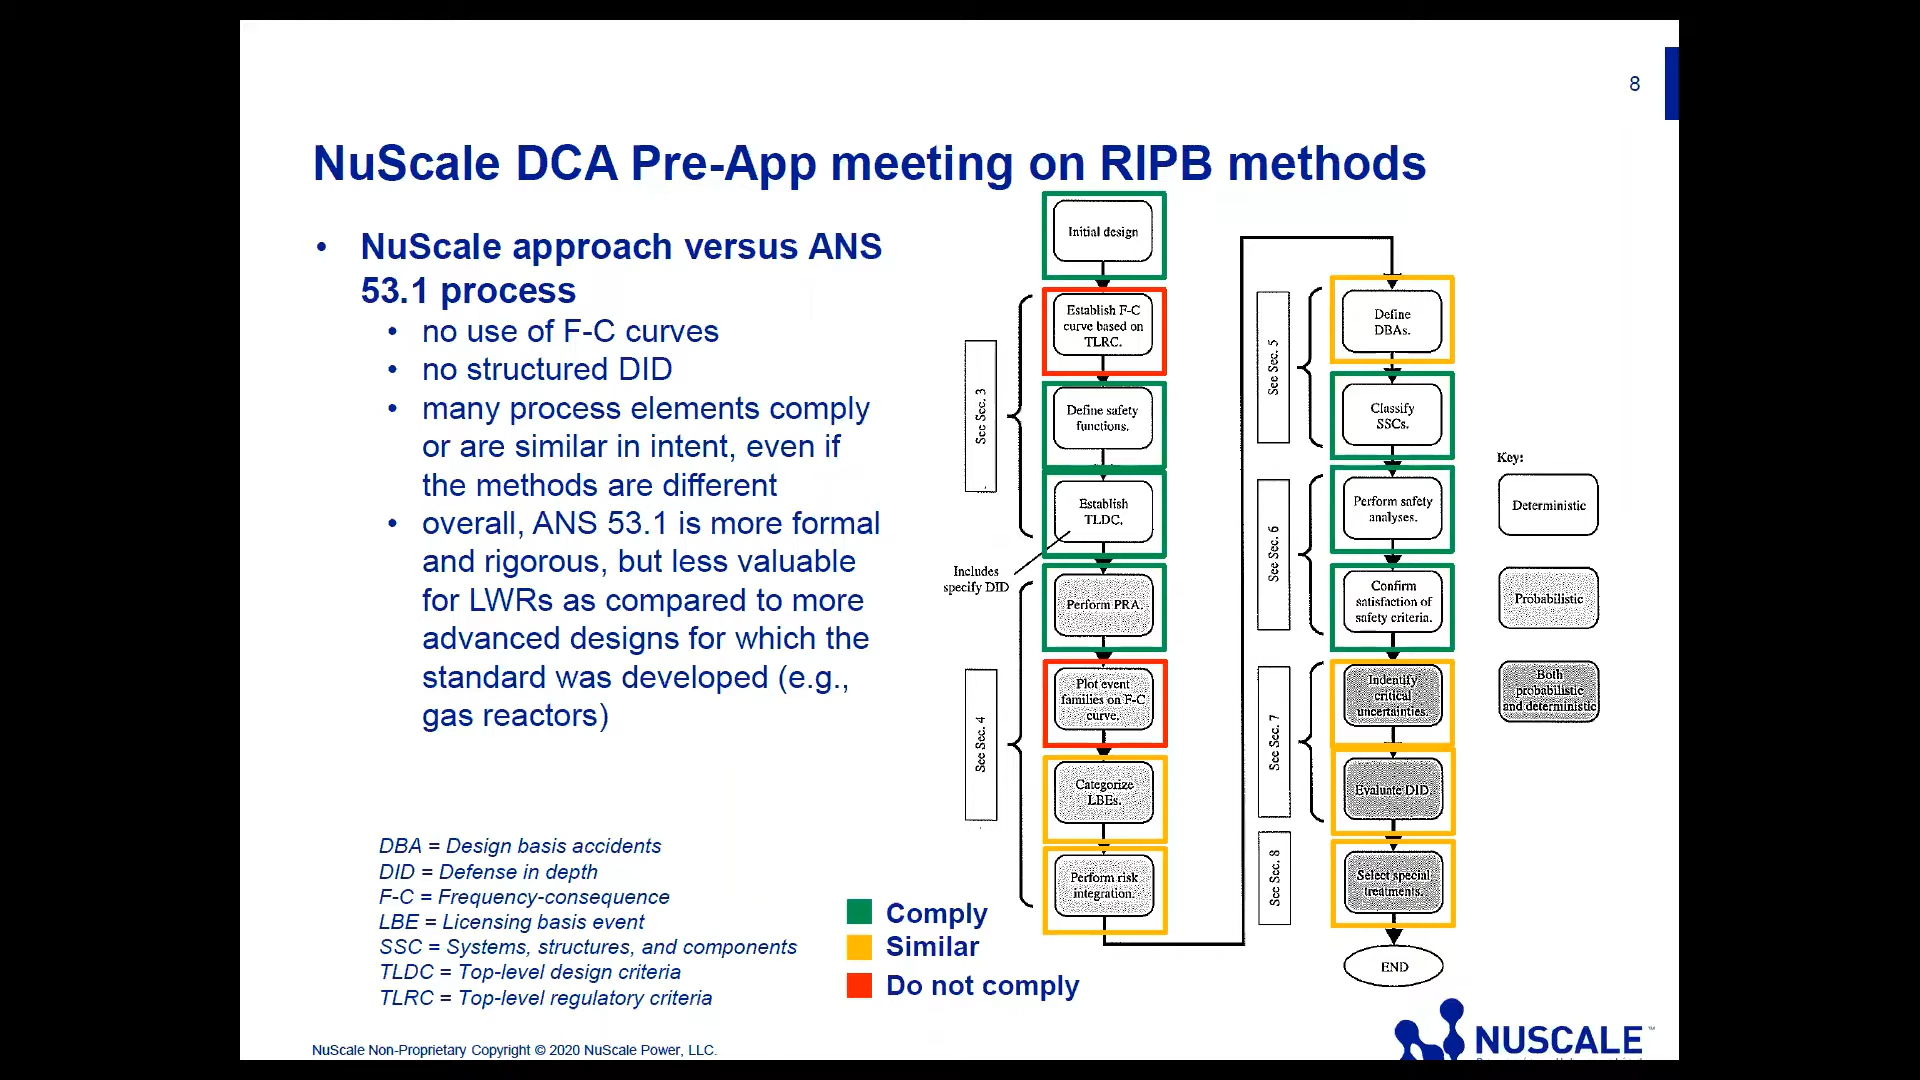 8
NuScale DCA Pre-App meeting on RIPB methods
• NuScale approach versus ANS
53.1 process
• no use of F-C curves
• no structured DID
• many process elements comply
or are similar in intent, even if
the methods are different
• overall, ANS 53.1 is more formal
and rigorous, but less valuable
for LWRs as compared to more
advanced designs for which the
standard was developed (e.g.,
gas reactors)
DBA = Design basis accidents
DID = Defense in depth
F-C = Frequency-consequence
LBE = Licensing basis event
SSC = Systems, structures, and components
TLDC = Top-level design criteria
TLRC = Top-level regulatory criteria
Initial design
See Sec. 3
Establish F-C
curve based on
TLRC.
Define safety
functions.
Establish
TLDC.
Includes
specify DID
See Sec. 4
Perform PRA.
Plot event
families on F-C
curve.
Categorize
LBEs.
Perform risk
integration.
See Sec. 5
Define
DBAs.
Classify
SSCs.
See Sec. 6
Perform safety
analyses.
Confirm
satisfaction of
safety criteria.
See Sec. 7
Indentify
critical
uncertainties.
Evaluate DID.
See Sec. 8
Select special
treatments.
END
Key:
Deterministic
Probabilistic
Both
probabilistic
and deterministic
Comply
Similar
Do not comply
NuScale Non-Proprietary Copyright © 2020 NuScale Power, LLC.
NUSCALE™